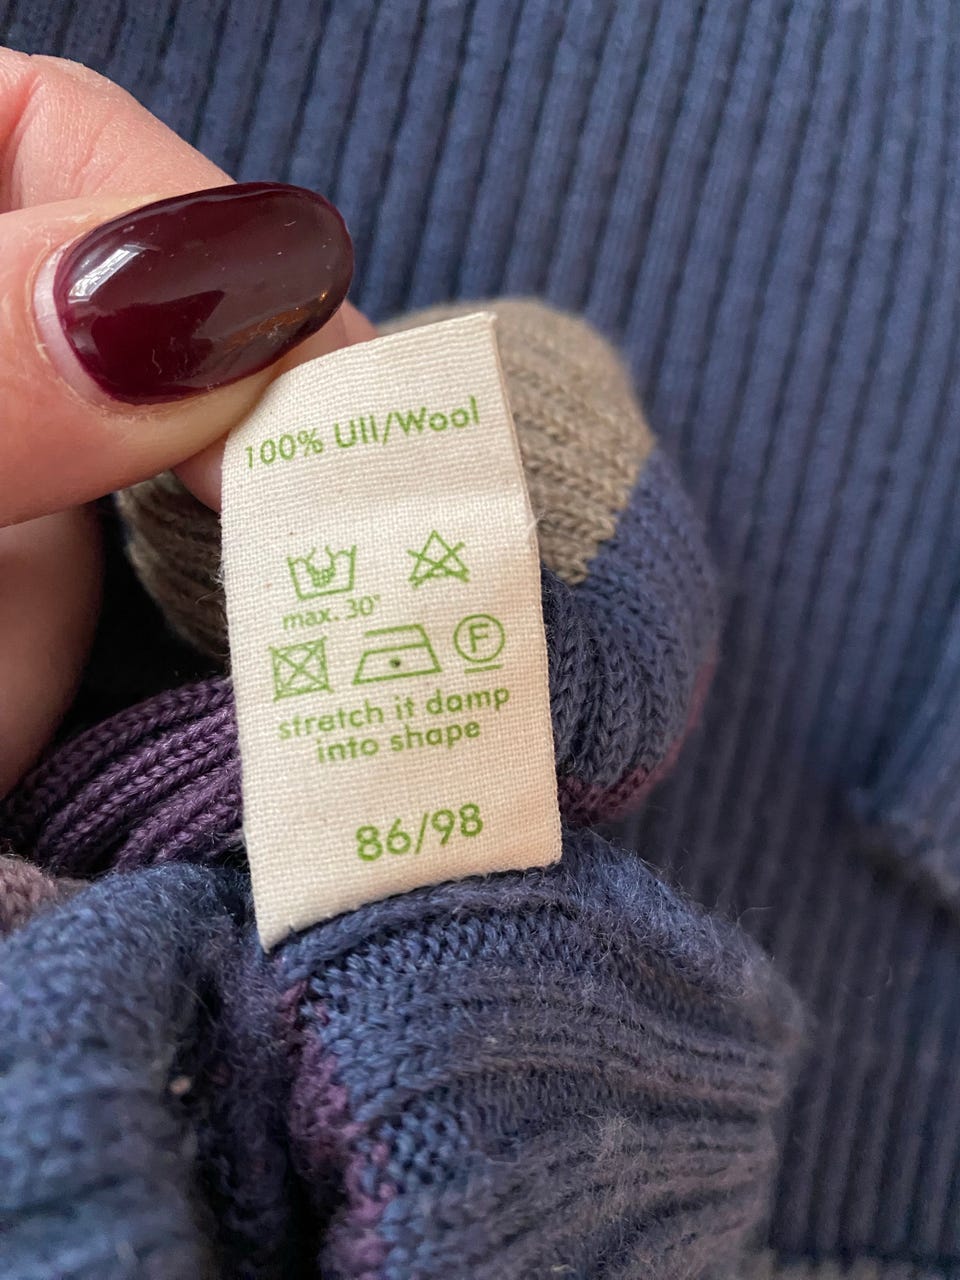 100% Ull/Wool
max. 30°
F
stretch it damp
into shape
86/98